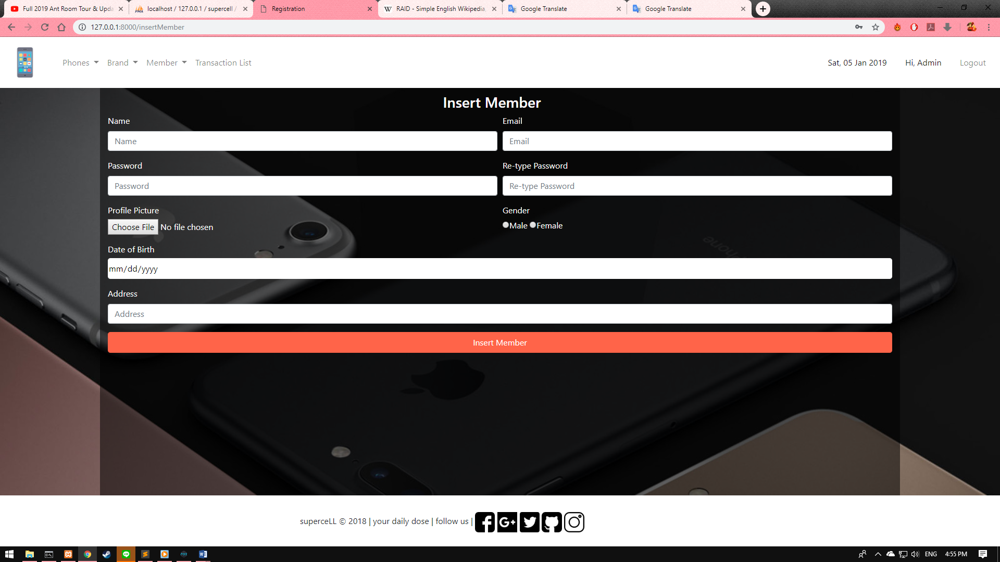 Full 2019 Ant Room Tour & Upda
localhost / 127.0.0.1 / supercell /
Registration
RAID - Simple English Wikipedia,
Google Translate
Google Translate
127.0.0.1:8000/insertMember
Phones
Brand
Member
Transaction List
Sat, 05 Jan 2019
Hi, Admin
Logout
Insert Member
Name
Email
Name
Email
Password
Re-type Password
Password
Re-type Password
Profile Picture
Gender
Choose File No file chosen
Male Female
iPhone
Date of Birth
mm/dd/yyyy
Address
Address
Insert Member
superceLL © 2018 | your daily dose | follow us |
ENG
4:55 PM